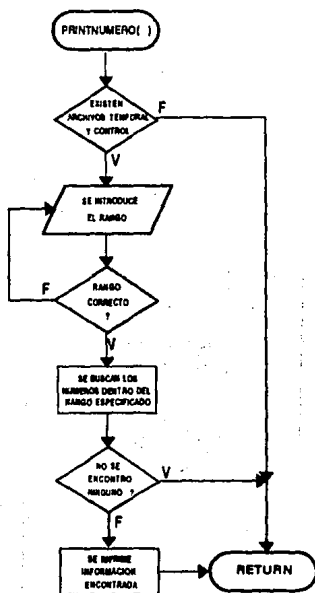 PRINTNUMERO( )
EXISTEN
ARCHIVOS TEMPORAL
Y CONTROL
F
V
SE INTRODUCE
EL RANGO
F
RANGO
CORRECTO
?
V
SE BUSCAN LOS
NUMEROS DENTRO DEL
RANGO ESPECIFICADO
NO SE
ENCONTRO
NINGUNO ?
V
F
SE IMPRIME
INFORMACION
ENCONTRADA
RETURN